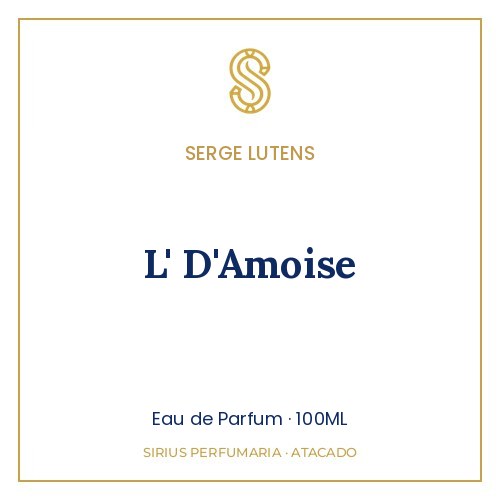 SERGE LUTENS
L' D'Amoise
Eau de Parfum · 100ML
SIRIUS PERFUMARIA · ATACADO